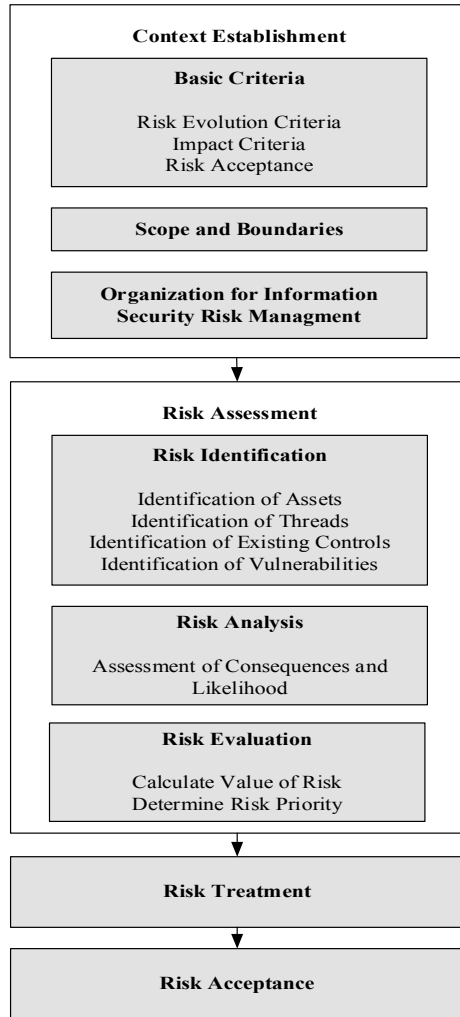 Context Establishment
Basic Criteria
Risk Evolution Criteria
Impact Criteria
Risk Acceptance
Scope and Boundaries
Organization for Information
Security Risk Managment
Risk Assessment
Risk Identification
Identification of Assets
Identification of Threads
Identification of Existing Controls
Identification of Vulnerabilities
Risk Analysis
Assessment of Consequences and
Likelihood
Risk Evaluation
Calculate Value of Risk
Determine Risk Priority
Risk Treatment
Risk Acceptance